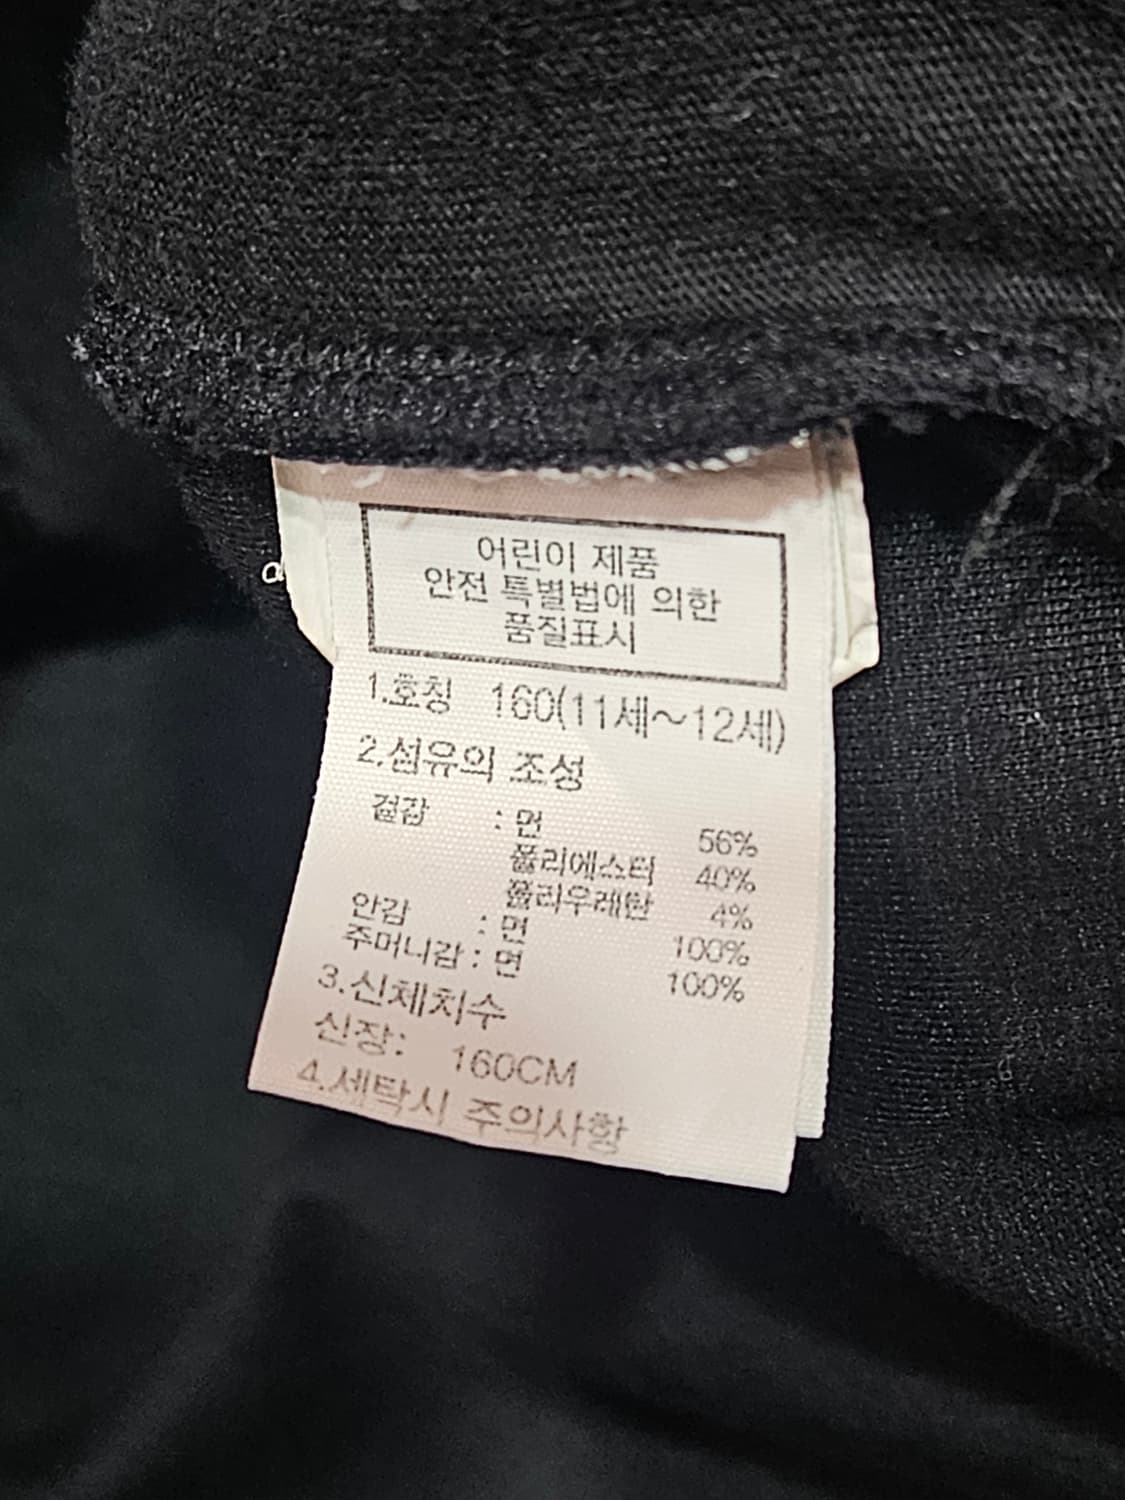 어린이 제품
안전 특별법에 의한
품질표시
1.호칭 160(11세~12세)
2.섬유의 조성
겉감 : 면 56%
폴리에스터 40%
폴리우레탄 4%
안감 : 면 100%
주머니감 : 면 100%
3.신체치수
신장: 160CM
4.세탁시 주의사항